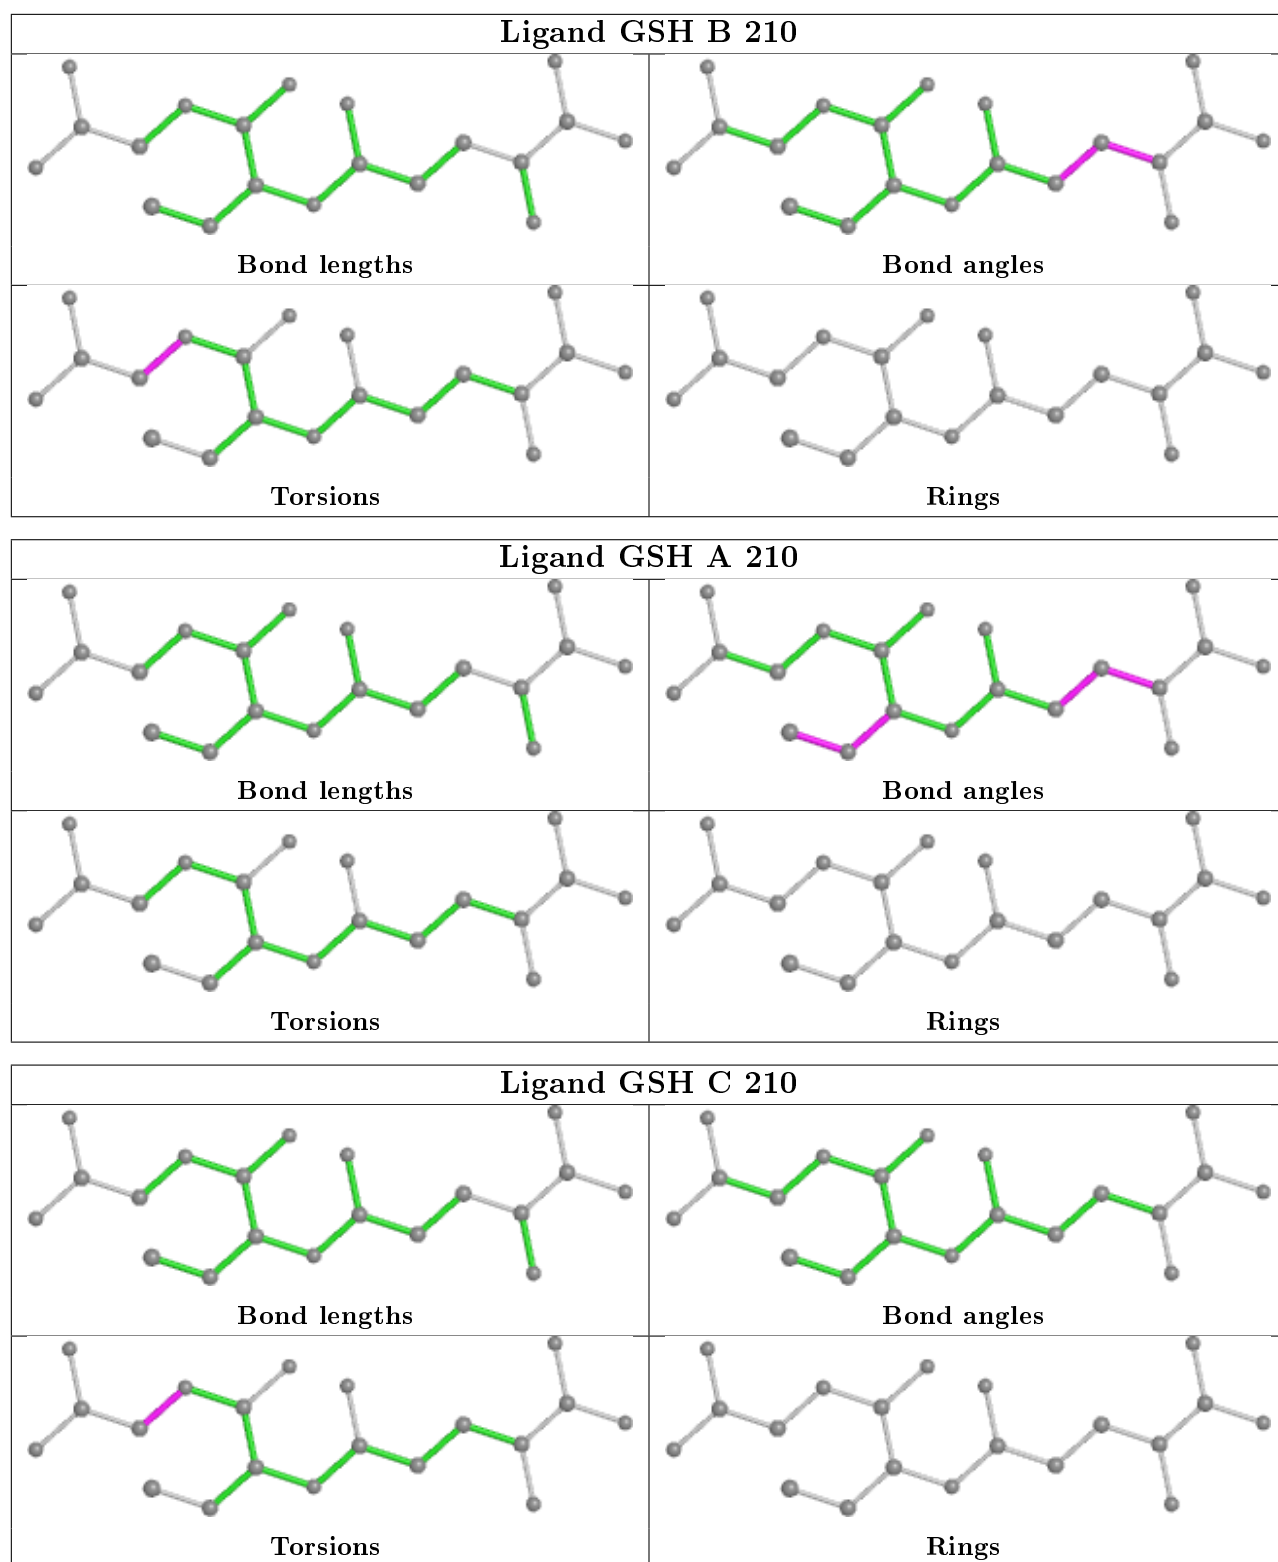 Ligand GSH B 210
Bond lengths
Bond angles
Torsions
Rings
Ligand GSH A 210
Bond lengths
Bond angles
Torsions
Rings
Ligand GSH C 210
Bond lengths
Bond angles
Torsions
Rings